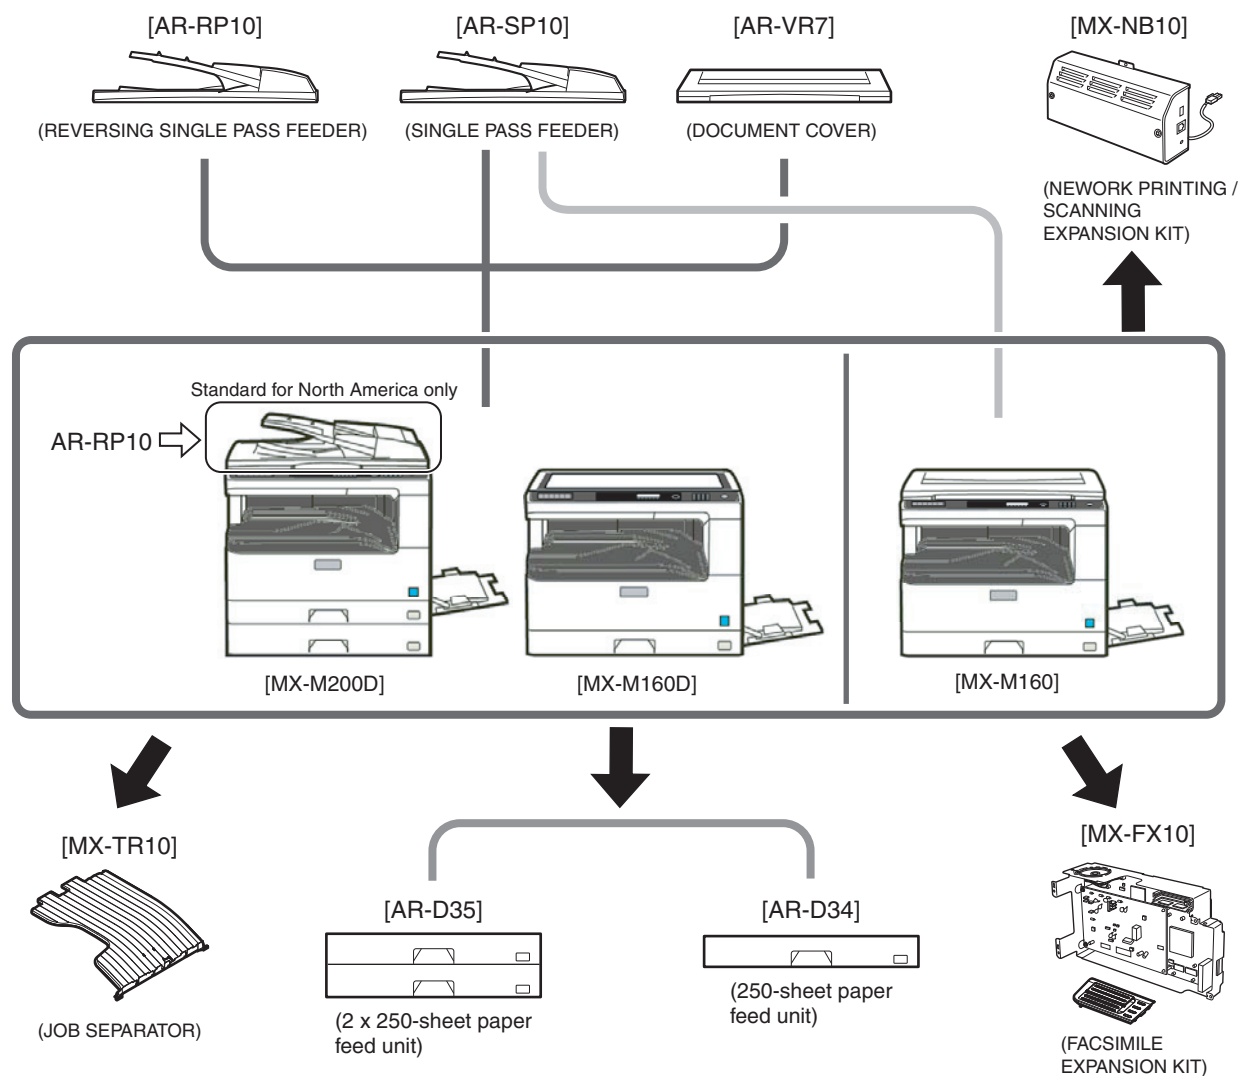 [AR-RP10]
[AR-SP10]
[AR-VR7]
[MX-NB10]
(REVERSING SINGLE PASS FEEDER)
(SINGLE PASS FEEDER)
(DOCUMENT COVER)
(NEWORK PRINTING /
SCANNING
EXPANSION KIT)
Standard for North America only
AR-RP10
[MX-M200D]
[MX-M160D]
[MX-M160]
[MX-TR10]
(JOB SEPARATOR)
[AR-D35]
(2 x 250-sheet paper
feed unit)
[AR-D34]
(250-sheet paper
feed unit)
[MX-FX10]
(FACSIMILE
EXPANSION KIT)